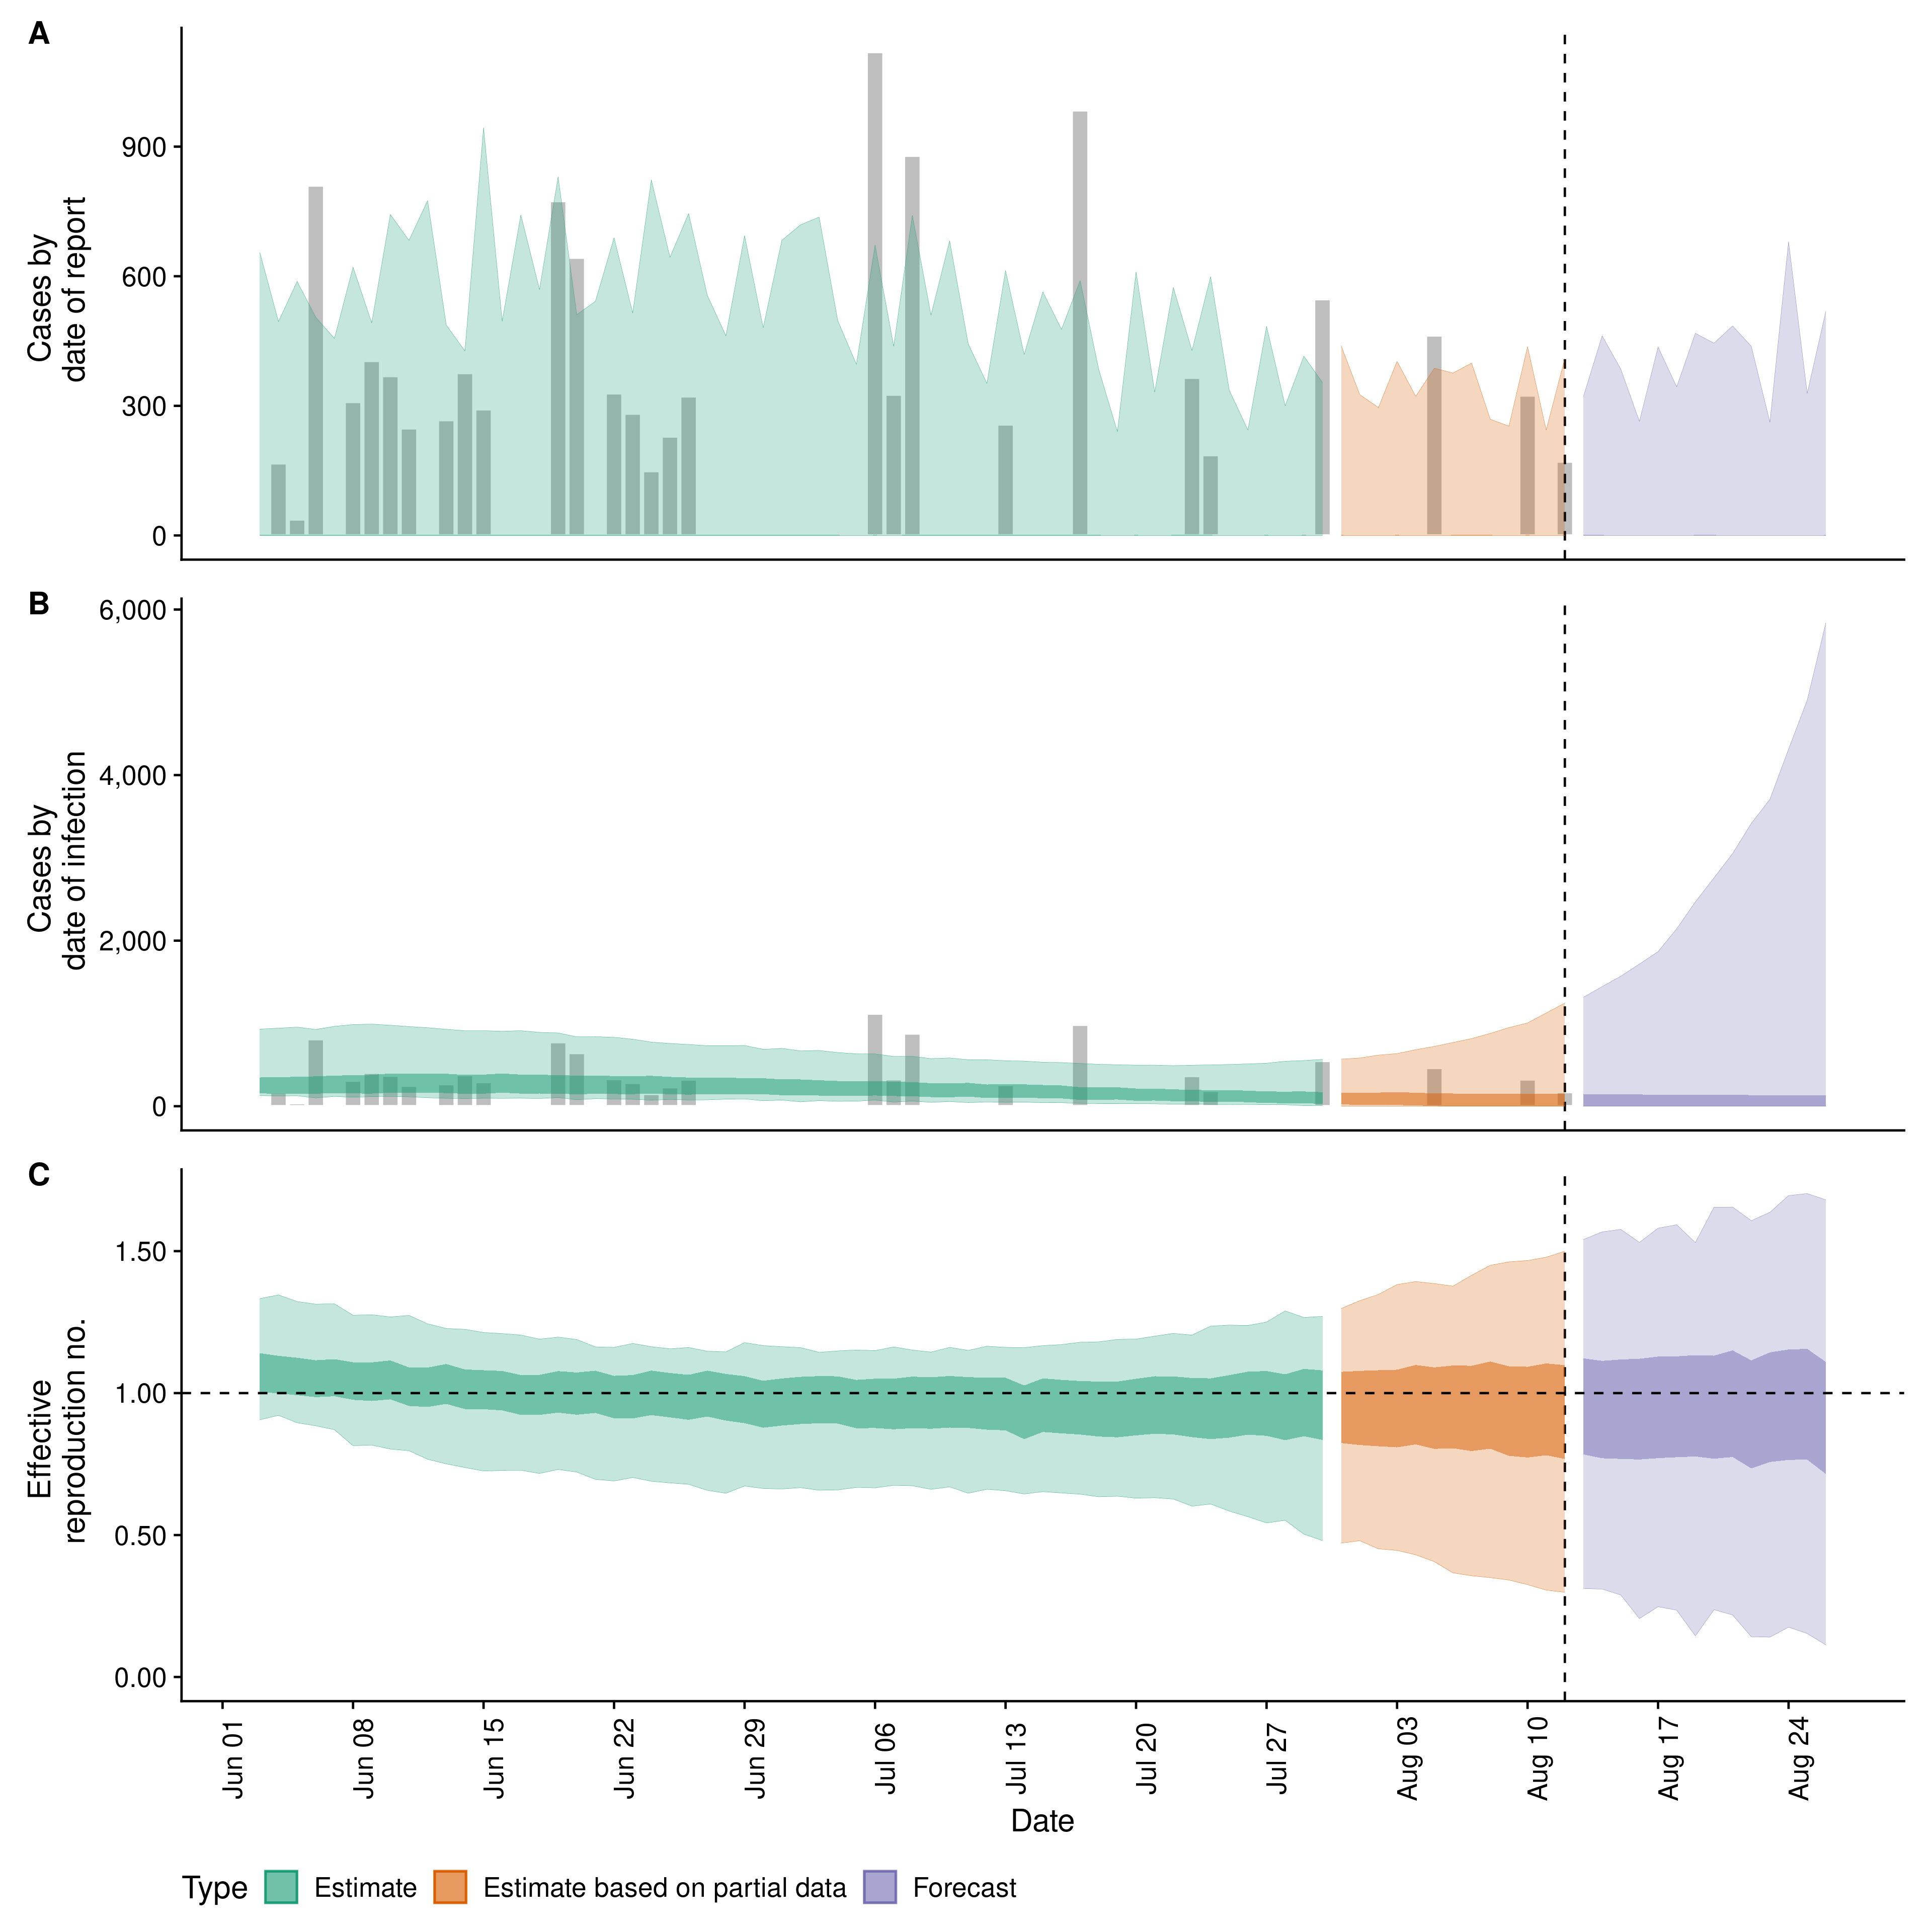 A
Cases by
date of report
900
600
300
0
B
Cases by
date of infection
6,000
4,000
2,000
0
C
Effective
reproduction no.
1.50
1.00
0.50
0.00
Jun 01
Jun 08
Jun 15
Jun 22
Jun 29
Jul 06
Jul 13
Jul 20
Jul 27
Aug 03
Aug 10
Aug 17
Aug 24
Date
Type Estimate Estimate based on partial data Forecast